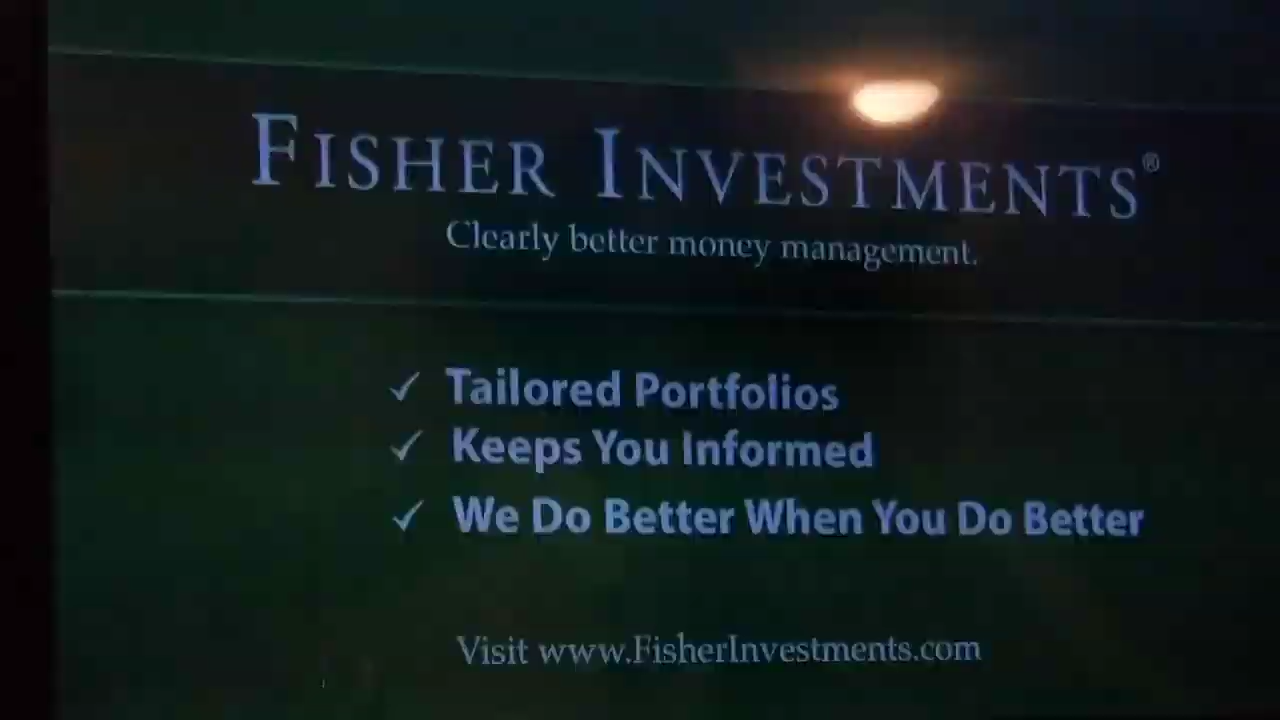 FISHER INVESTMENTS®
Clearly better money management.
✓ Tailored Portfolios
✓ Keeps You Informed
✓ We Do Better When You Do Better
Visit www.FisherInvestments.com